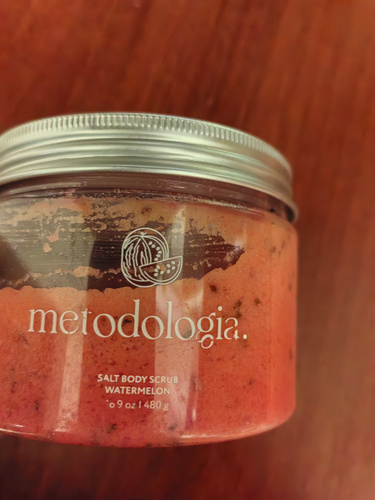 metodologia.
SALT BODY SCRUB
WATERMELON
9 oz | 480 g